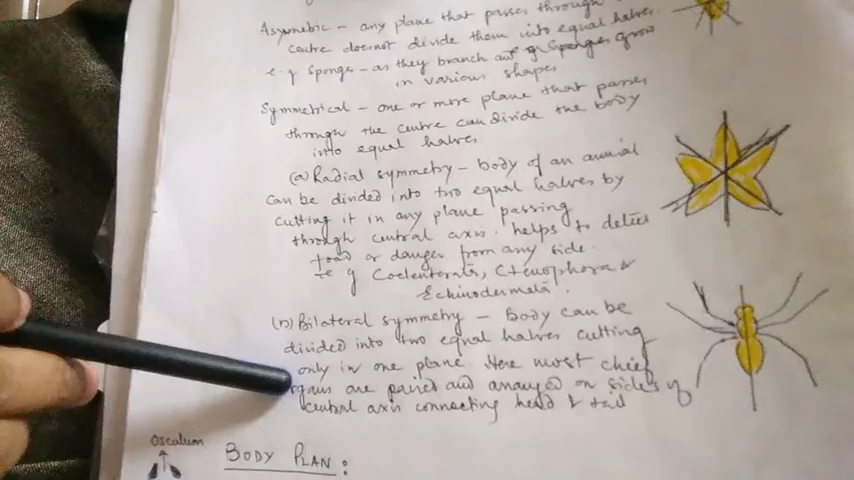 Asymmetric - any plane that passes through
centre doesnot divide them into equal halves.
e.g Sponge - as they branch out Sponges grow
in various shapes
Symmetrical - one or more plane that passes
through the centre can divide the body
into equal halves.
(a) Radial symmetry - body of an animal
can be divided into two equal halves by
cutting it in any plane passing
through central axis. helps to detect
food or danger from any side.
e.g Coelenterata, Ctenophora &
Echinodermata.
(b) Bilateral symmetry - Body can be
divided into two equal halves cutting
only in one plane. Here most chief
rgans are paired and arranged on sides of
central axis connecting head & tail
Osculum
BODY PLAN: